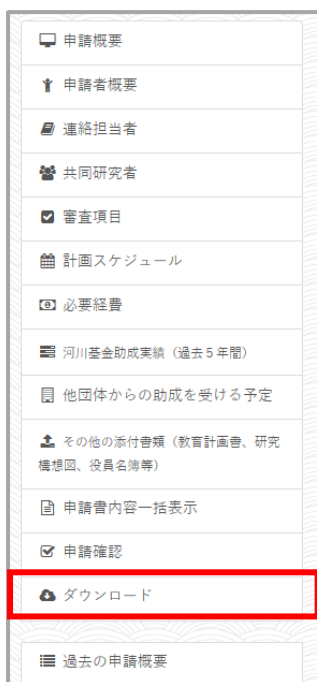 申請概要
申請者概要
連絡担当者
共同研究者
審査項目
計画スケジュール
必要経費
河川基金助成実績（過去５年間）
他団体からの助成を受ける予定
その他の添付書類（教育計画書、研究
構想図、役員名簿等）
申請書内容一括表示
申請確認
ダウンロード
過去の申請概要